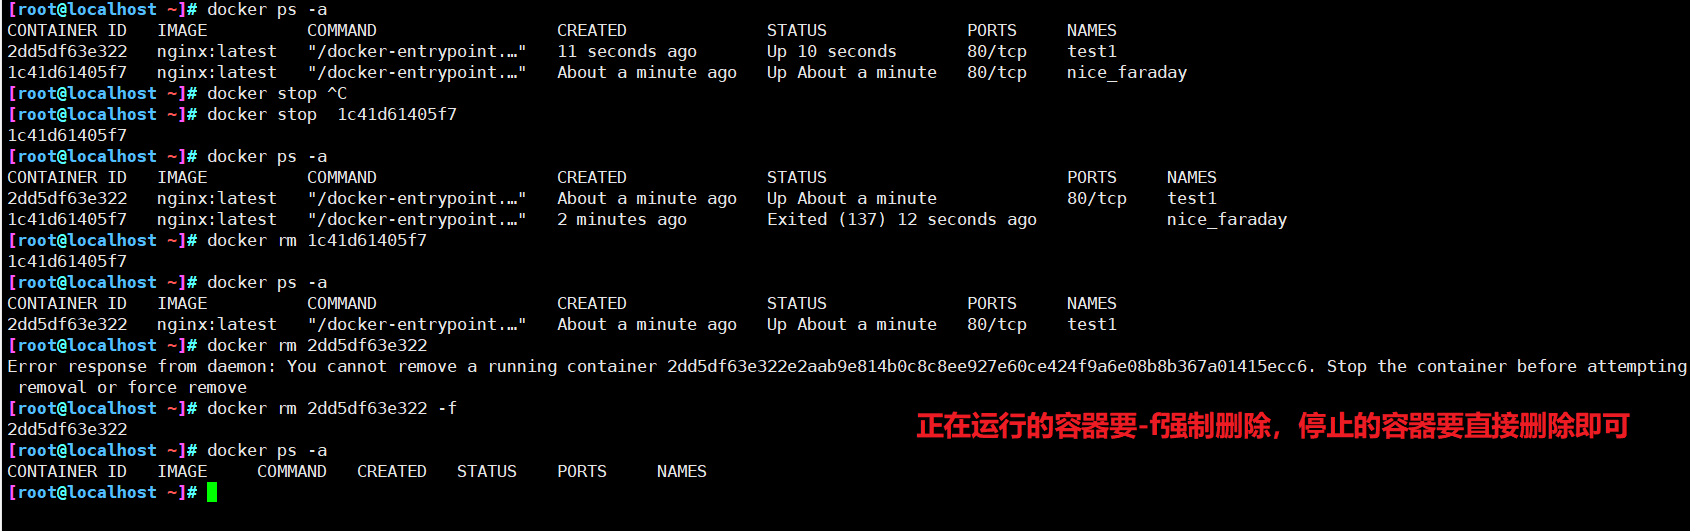 [root@localhost ~]# docker ps -a
CONTAINER ID   IMAGE          COMMAND                  CREATED              STATUS              PORTS     NAMES
2dd5df63e322   nginx:latest   "/docker-entrypoint.…"   11 seconds ago       Up 10 seconds       80/tcp    test1
1c41d61405f7   nginx:latest   "/docker-entrypoint.…"   About a minute ago   Up About a minute   80/tcp    nice_faraday
[root@localhost ~]# docker stop ^C
[root@localhost ~]# docker stop  1c41d61405f7
1c41d61405f7
[root@localhost ~]# docker ps -a
CONTAINER ID   IMAGE          COMMAND                  CREATED              STATUS                        PORTS     NAMES
2dd5df63e322   nginx:latest   "/docker-entrypoint.…"   About a minute ago   Up About a minute             80/tcp    test1
1c41d61405f7   nginx:latest   "/docker-entrypoint.…"   2 minutes ago        Exited (137) 12 seconds ago             nice_faraday
[root@localhost ~]# docker rm 1c41d61405f7
1c41d61405f7
[root@localhost ~]# docker ps -a
CONTAINER ID   IMAGE          COMMAND                  CREATED              STATUS              PORTS     NAMES
2dd5df63e322   nginx:latest   "/docker-entrypoint.…"   About a minute ago   Up About a minute   80/tcp    test1
[root@localhost ~]# docker rm 2dd5df63e322
Error response from daemon: You cannot remove a running container 2dd5df63e322e2aab9e814b0c8c8ee927e60ce424f9a6e08b8b367a01415ecc6. Stop the container before attempting
 removal or force remove
[root@localhost ~]# docker rm 2dd5df63e322 -f
正在运行的容器要-f强制删除，停止的容器要直接删除即可
2dd5df63e322
[root@localhost ~]# docker ps -a
CONTAINER ID   IMAGE     COMMAND   CREATED   STATUS    PORTS     NAMES
[root@localhost ~]#